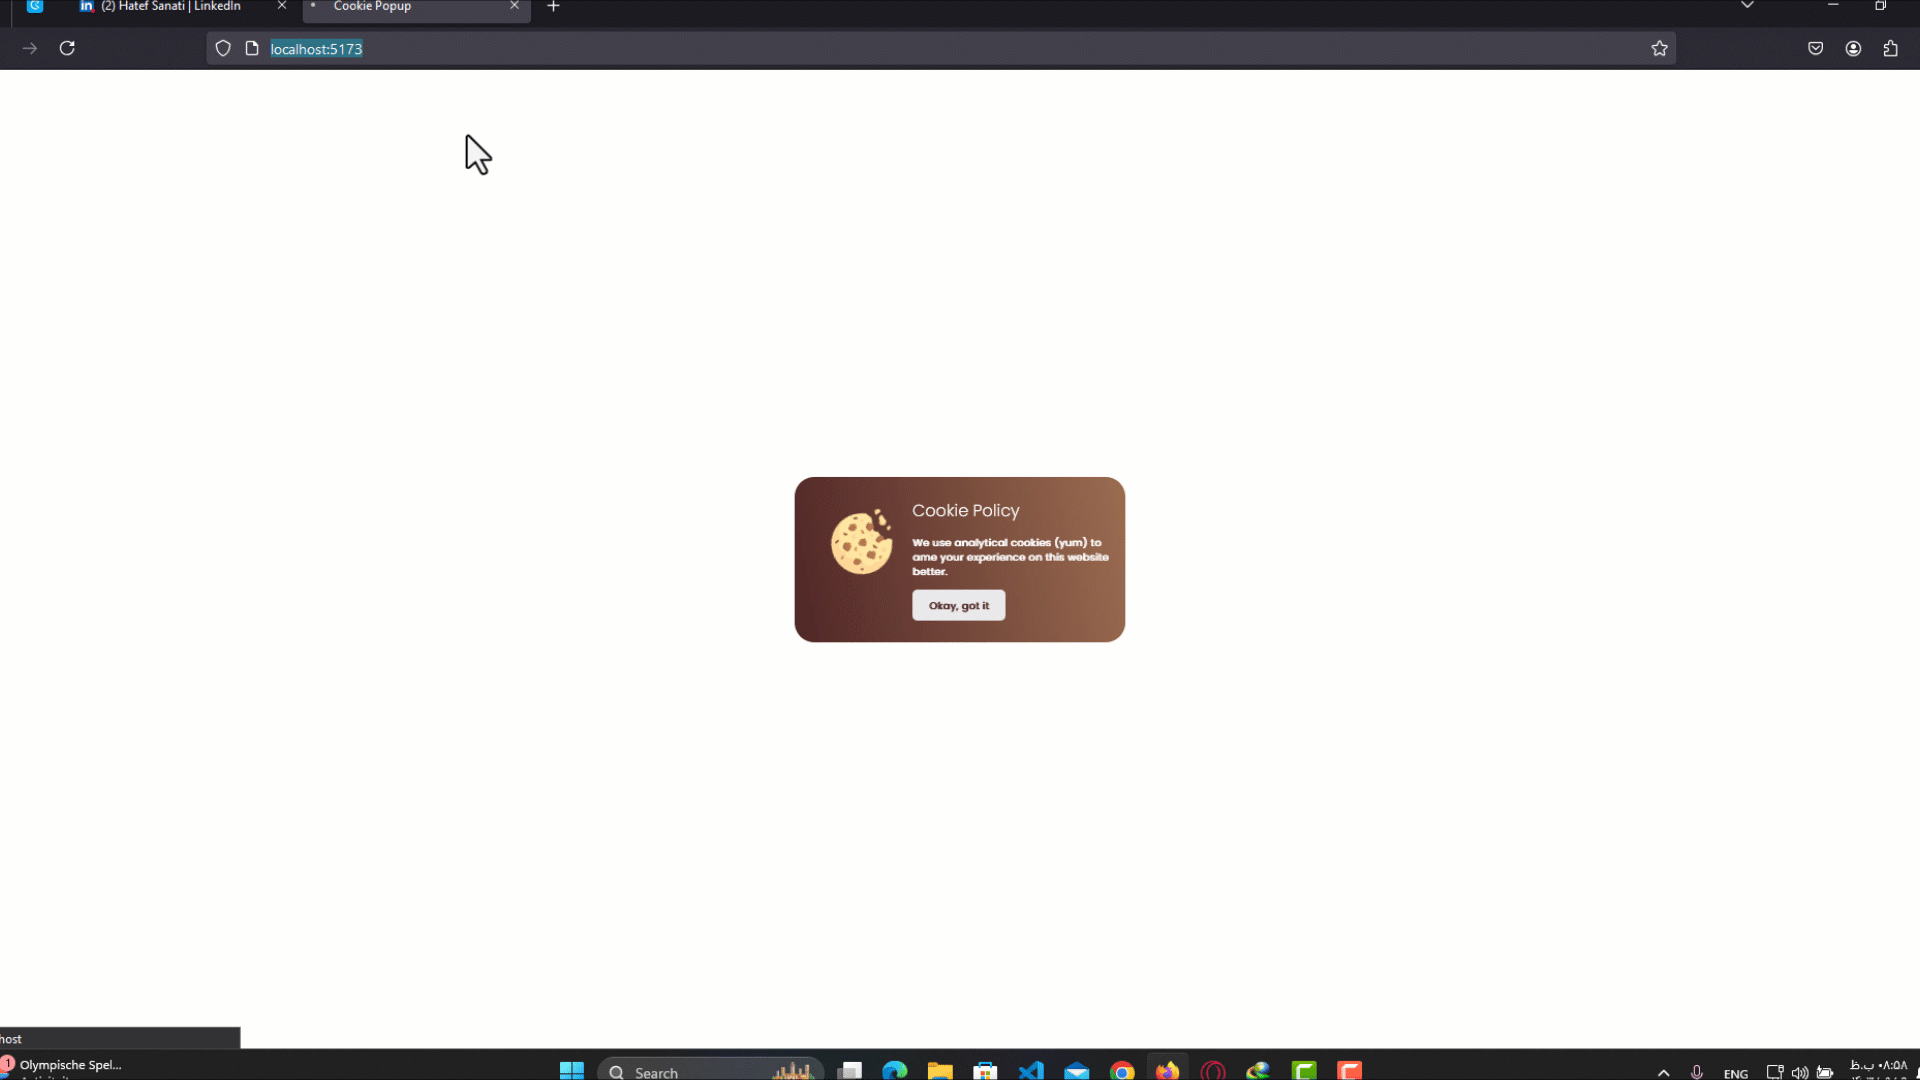 (2) Hatef Sanati | LinkedIn
Cookie Popup
localhost:5173
Cookie Policy
We use analytical cookies (yum) to
ame your experience on this website
better.
Okay, got it
host
1
Olympische Spel...
Search
ENG
۰۸:۵۸ ب.ظ